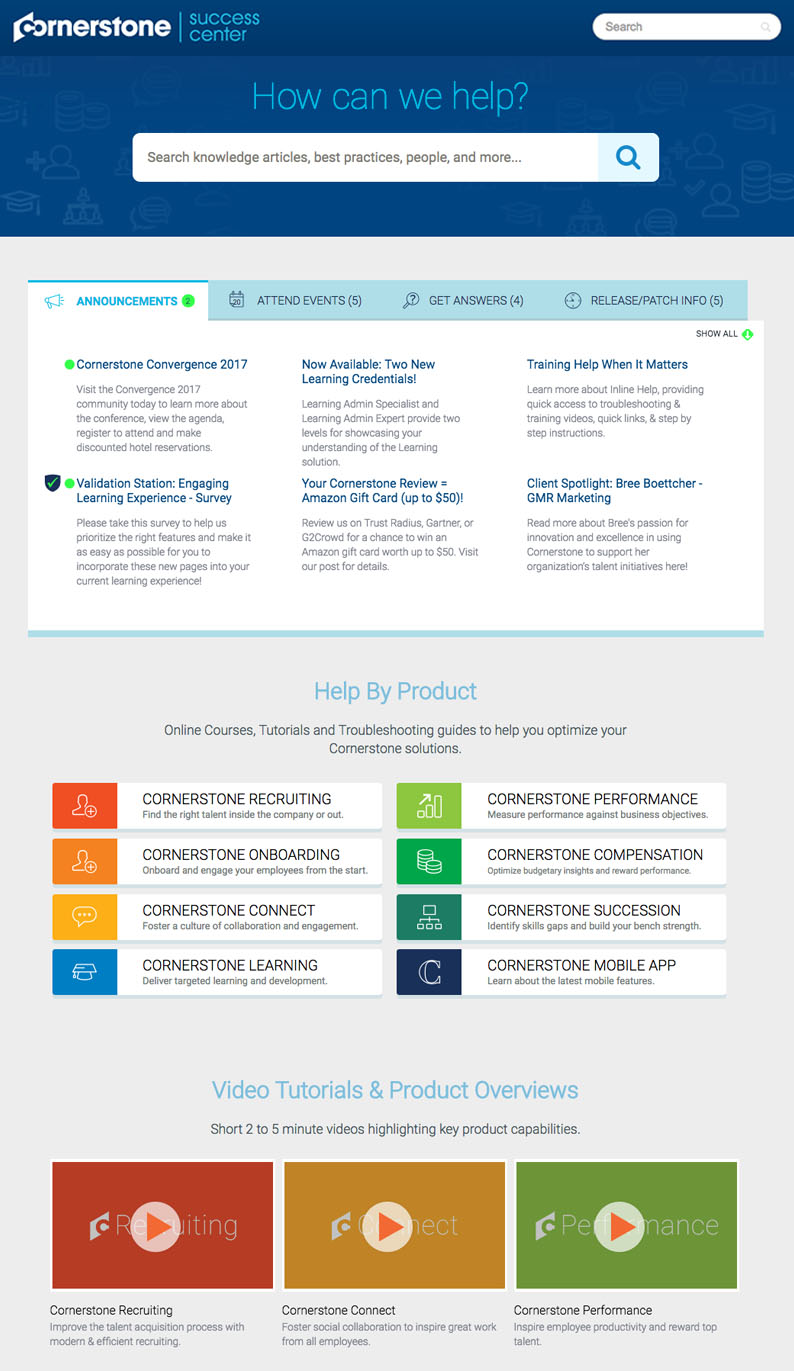 Cornerstone
success
center
Search
How can we help?
Search knowledge articles, best practices, people, and more...
ANNOUNCEMENTS 2
20 ATTEND EVENTS (5)
GET ANSWERS (4)
RELEASE/PATCH INFO (5)
SHOW ALL
Cornerstone Convergence 2017
Visit the Convergence 2017
community today to learn more about
the conference, view the agenda,
register to attend and make
discounted hotel reservations.
Now Available: Two New
Learning Credentials!
Learning Admin Specialist and
Learning Admin Expert provide two
levels for showcasing your
understanding of the Learning
solution.
Training Help When It Matters
Learn more about Inline Help, providing
quick access to troubleshooting &
training videos, quick links, & step by
step instructions.
Validation Station: Engaging
Learning Experience - Survey
Please take this survey to help us
prioritize the right features and make it
as easy as possible for you to
incorporate these new pages into your
current learning experience!
Your Cornerstone Review =
Amazon Gift Card (up to $50)!
Review us on Trust Radius, Gartner, or
G2Crowd for a chance to win an
Amazon gift card worth up to $50. Visit
our post for details.
Client Spotlight: Bree Boettcher -
GMR Marketing
Read more about Bree's passion for
innovation and excellence in using
Cornerstone to support her
organization's talent initiatives here!
Help By Product
Online Courses, Tutorials and Troubleshooting guides to help you optimize your
Cornerstone solutions.
CORNERSTONE RECRUITING
Find the right talent inside the company or out.
CORNERSTONE PERFORMANCE
Measure performance against business objectives.
CORNERSTONE ONBOARDING
Onboard and engage your employees from the start.
CORNERSTONE COMPENSATION
Optimize budgetary insights and reward performance.
CORNERSTONE CONNECT
Foster a culture of collaboration and engagement.
CORNERSTONE SUCCESSION
Identify skills gaps and build your bench strength.
CORNERSTONE LEARNING
Deliver targeted learning and development.
C
CORNERSTONE MOBILE APP
Learn about the latest mobile features.
Video Tutorials & Product Overviews
Short 2 to 5 minute videos highlighting key product capabilities.
Recruiting
Connect
Performance
Cornerstone Recruiting
Improve the talent acquisition process with
modern & efficient recruiting.
Cornerstone Connect
Foster social collaboration to inspire great work
from all employees.
Cornerstone Performance
Inspire employee productivity and reward top
talent.